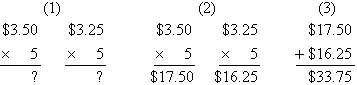 (1) (2) (3)
$3.50 $3.25 $3.50 $3.25 $17.50
× 5 × 5 × 5 × 5 + $16.25
? ? $17.50 $16.25 $33.75